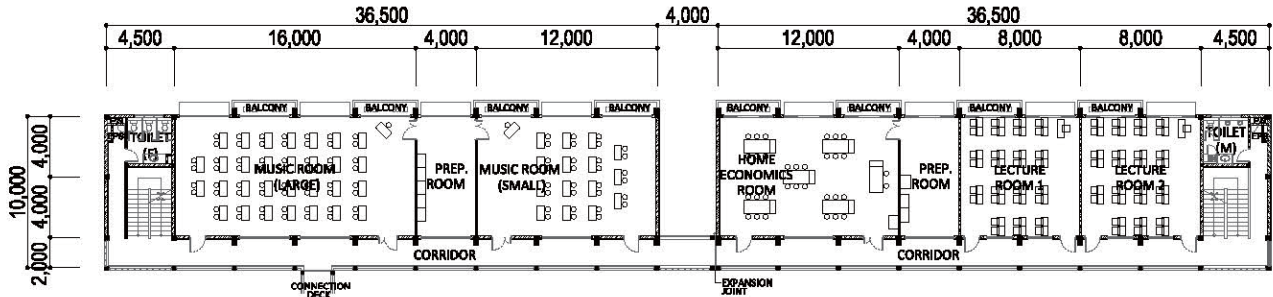 36,500 4,000 36,500
4,500 16,000 4,000 12,000 12,000 4,000 8,000 8,000 4,500
BALCONY BALCONY BALCONY BALCONY BALCONY BALCONY BALCONY BALCONY
10,000
4,000
4,000
2,000
EPS
TOILET
(F)
MUSIC ROOM
(LARGE)
PREP.
ROOM
MUSIC ROOM
(SMALL)
HOME
ECONOMICS
ROOM
PREP.
ROOM
LECTURE
ROOM 1
LECTURE
ROOM 2
TOILET
(M)
CORRIDOR CORRIDOR
CONNECTION
DECK
EXPANSION
JOINT